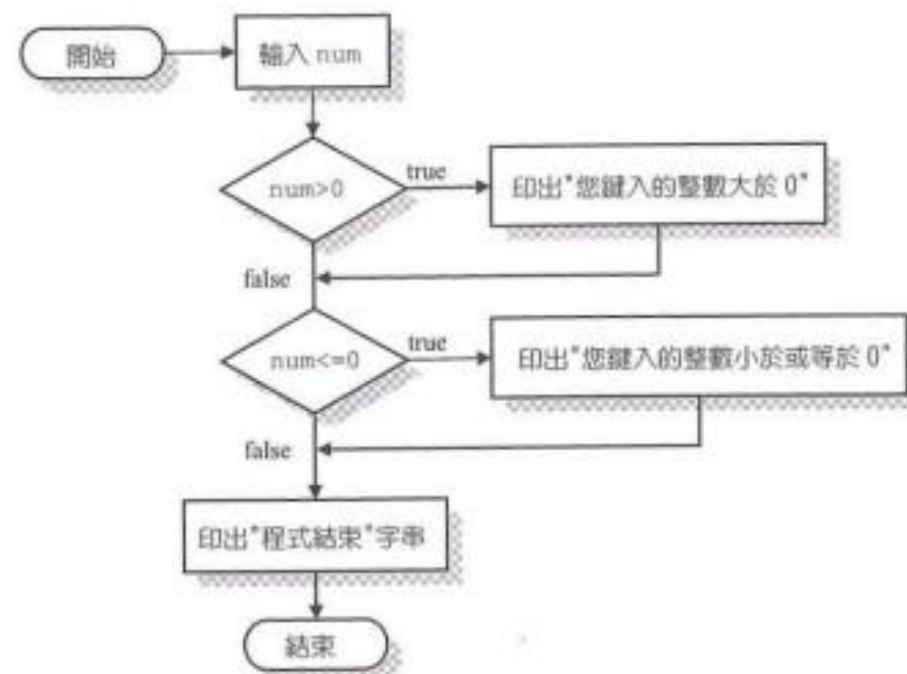 開始
輸入 num
num>0
true
印出"您鍵入的整數大於 0"
false
num<=0
true
印出"您鍵入的整數小於或等於 0"
false
印出"程式結束"字串
結束